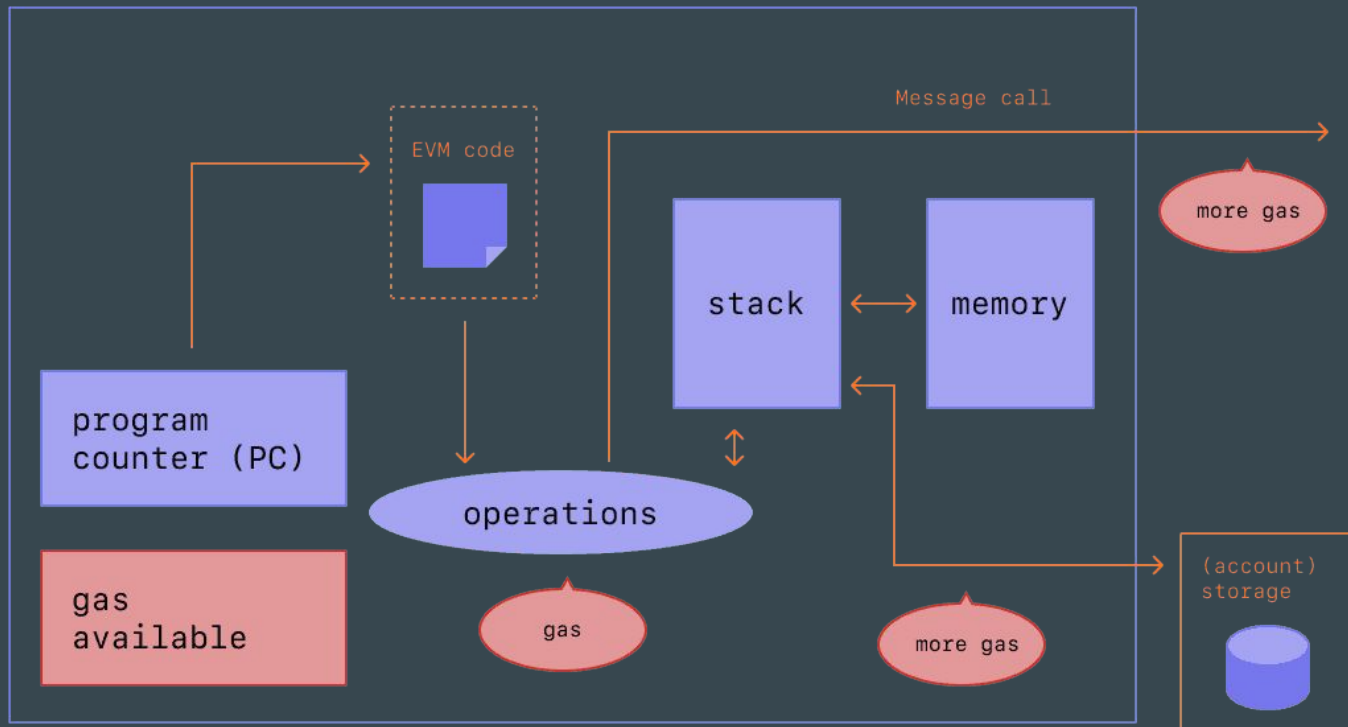 Message call
EVM code
more gas
stack
memory
program
counter (PC)
operations
gas
available
gas
more gas
(account)
storage